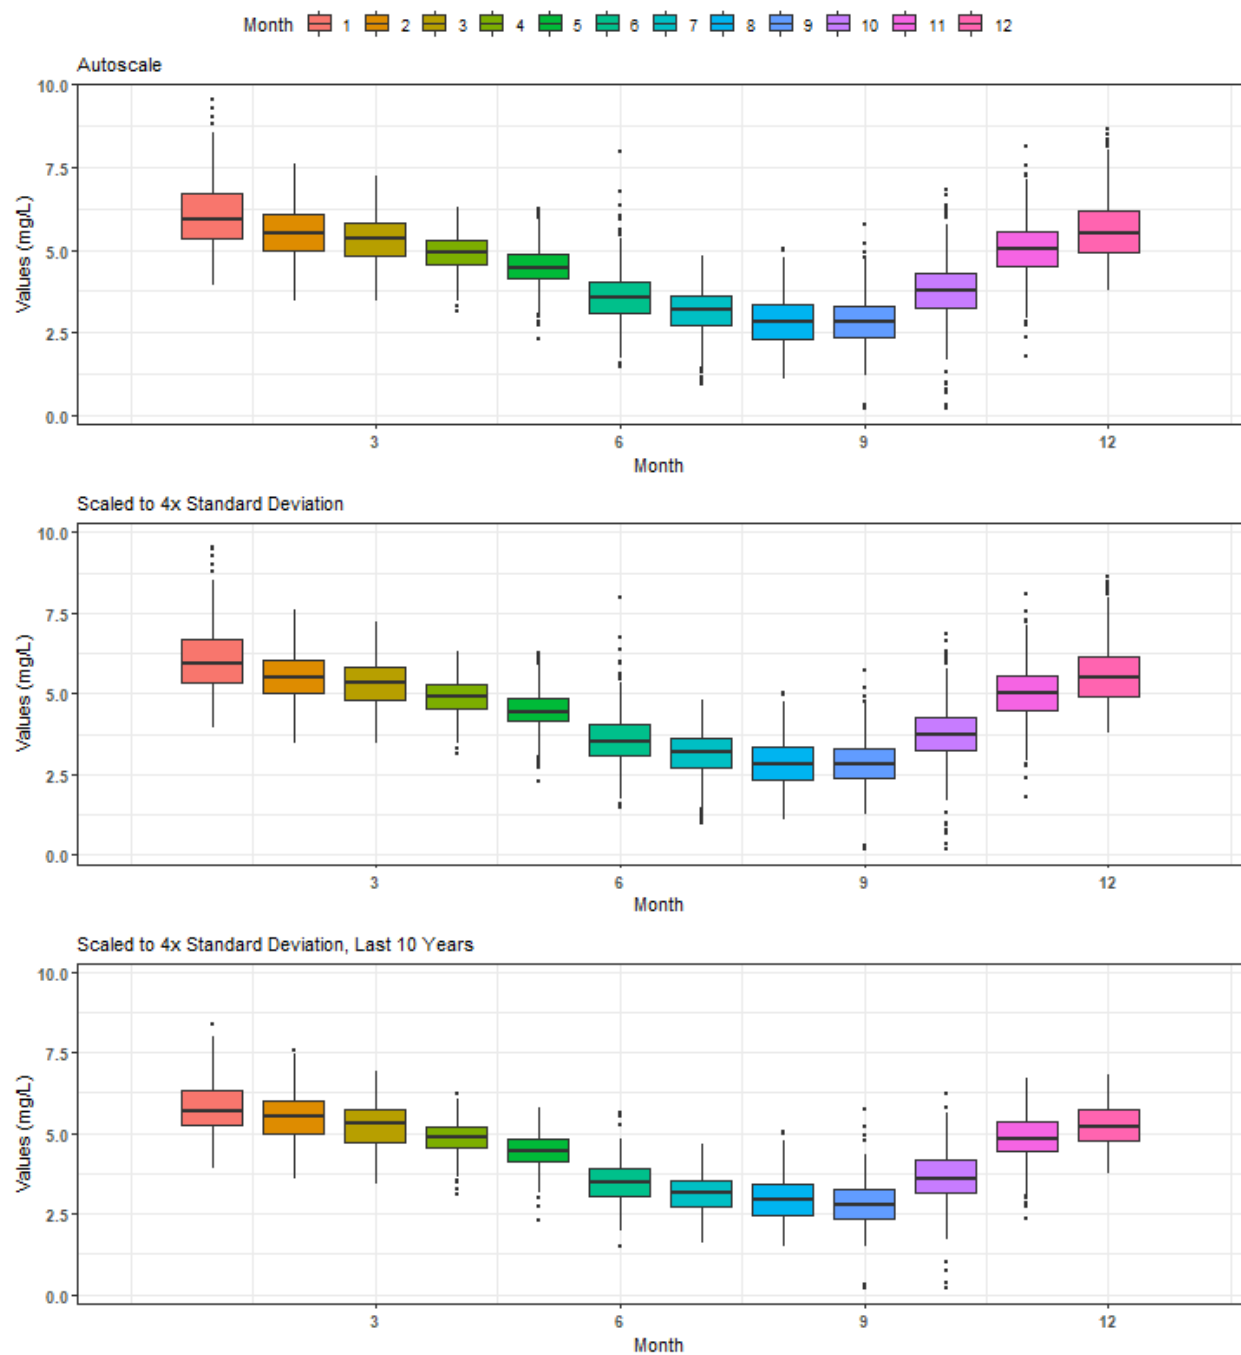 Month 1 2 3 4 5 6 7 8 9 10 11 12
Autoscale
10.0
7.5
5.0
2.5
0.0
Values (mg/L)
3 6 9 12
Month
Scaled to 4x Standard Deviation
10.0
7.5
5.0
2.5
0.0
Values (mg/L)
3 6 9 12
Month
Scaled to 4x Standard Deviation, Last 10 Years
10.0
7.5
5.0
2.5
0.0
Values (mg/L)
3 6 9 12
Month